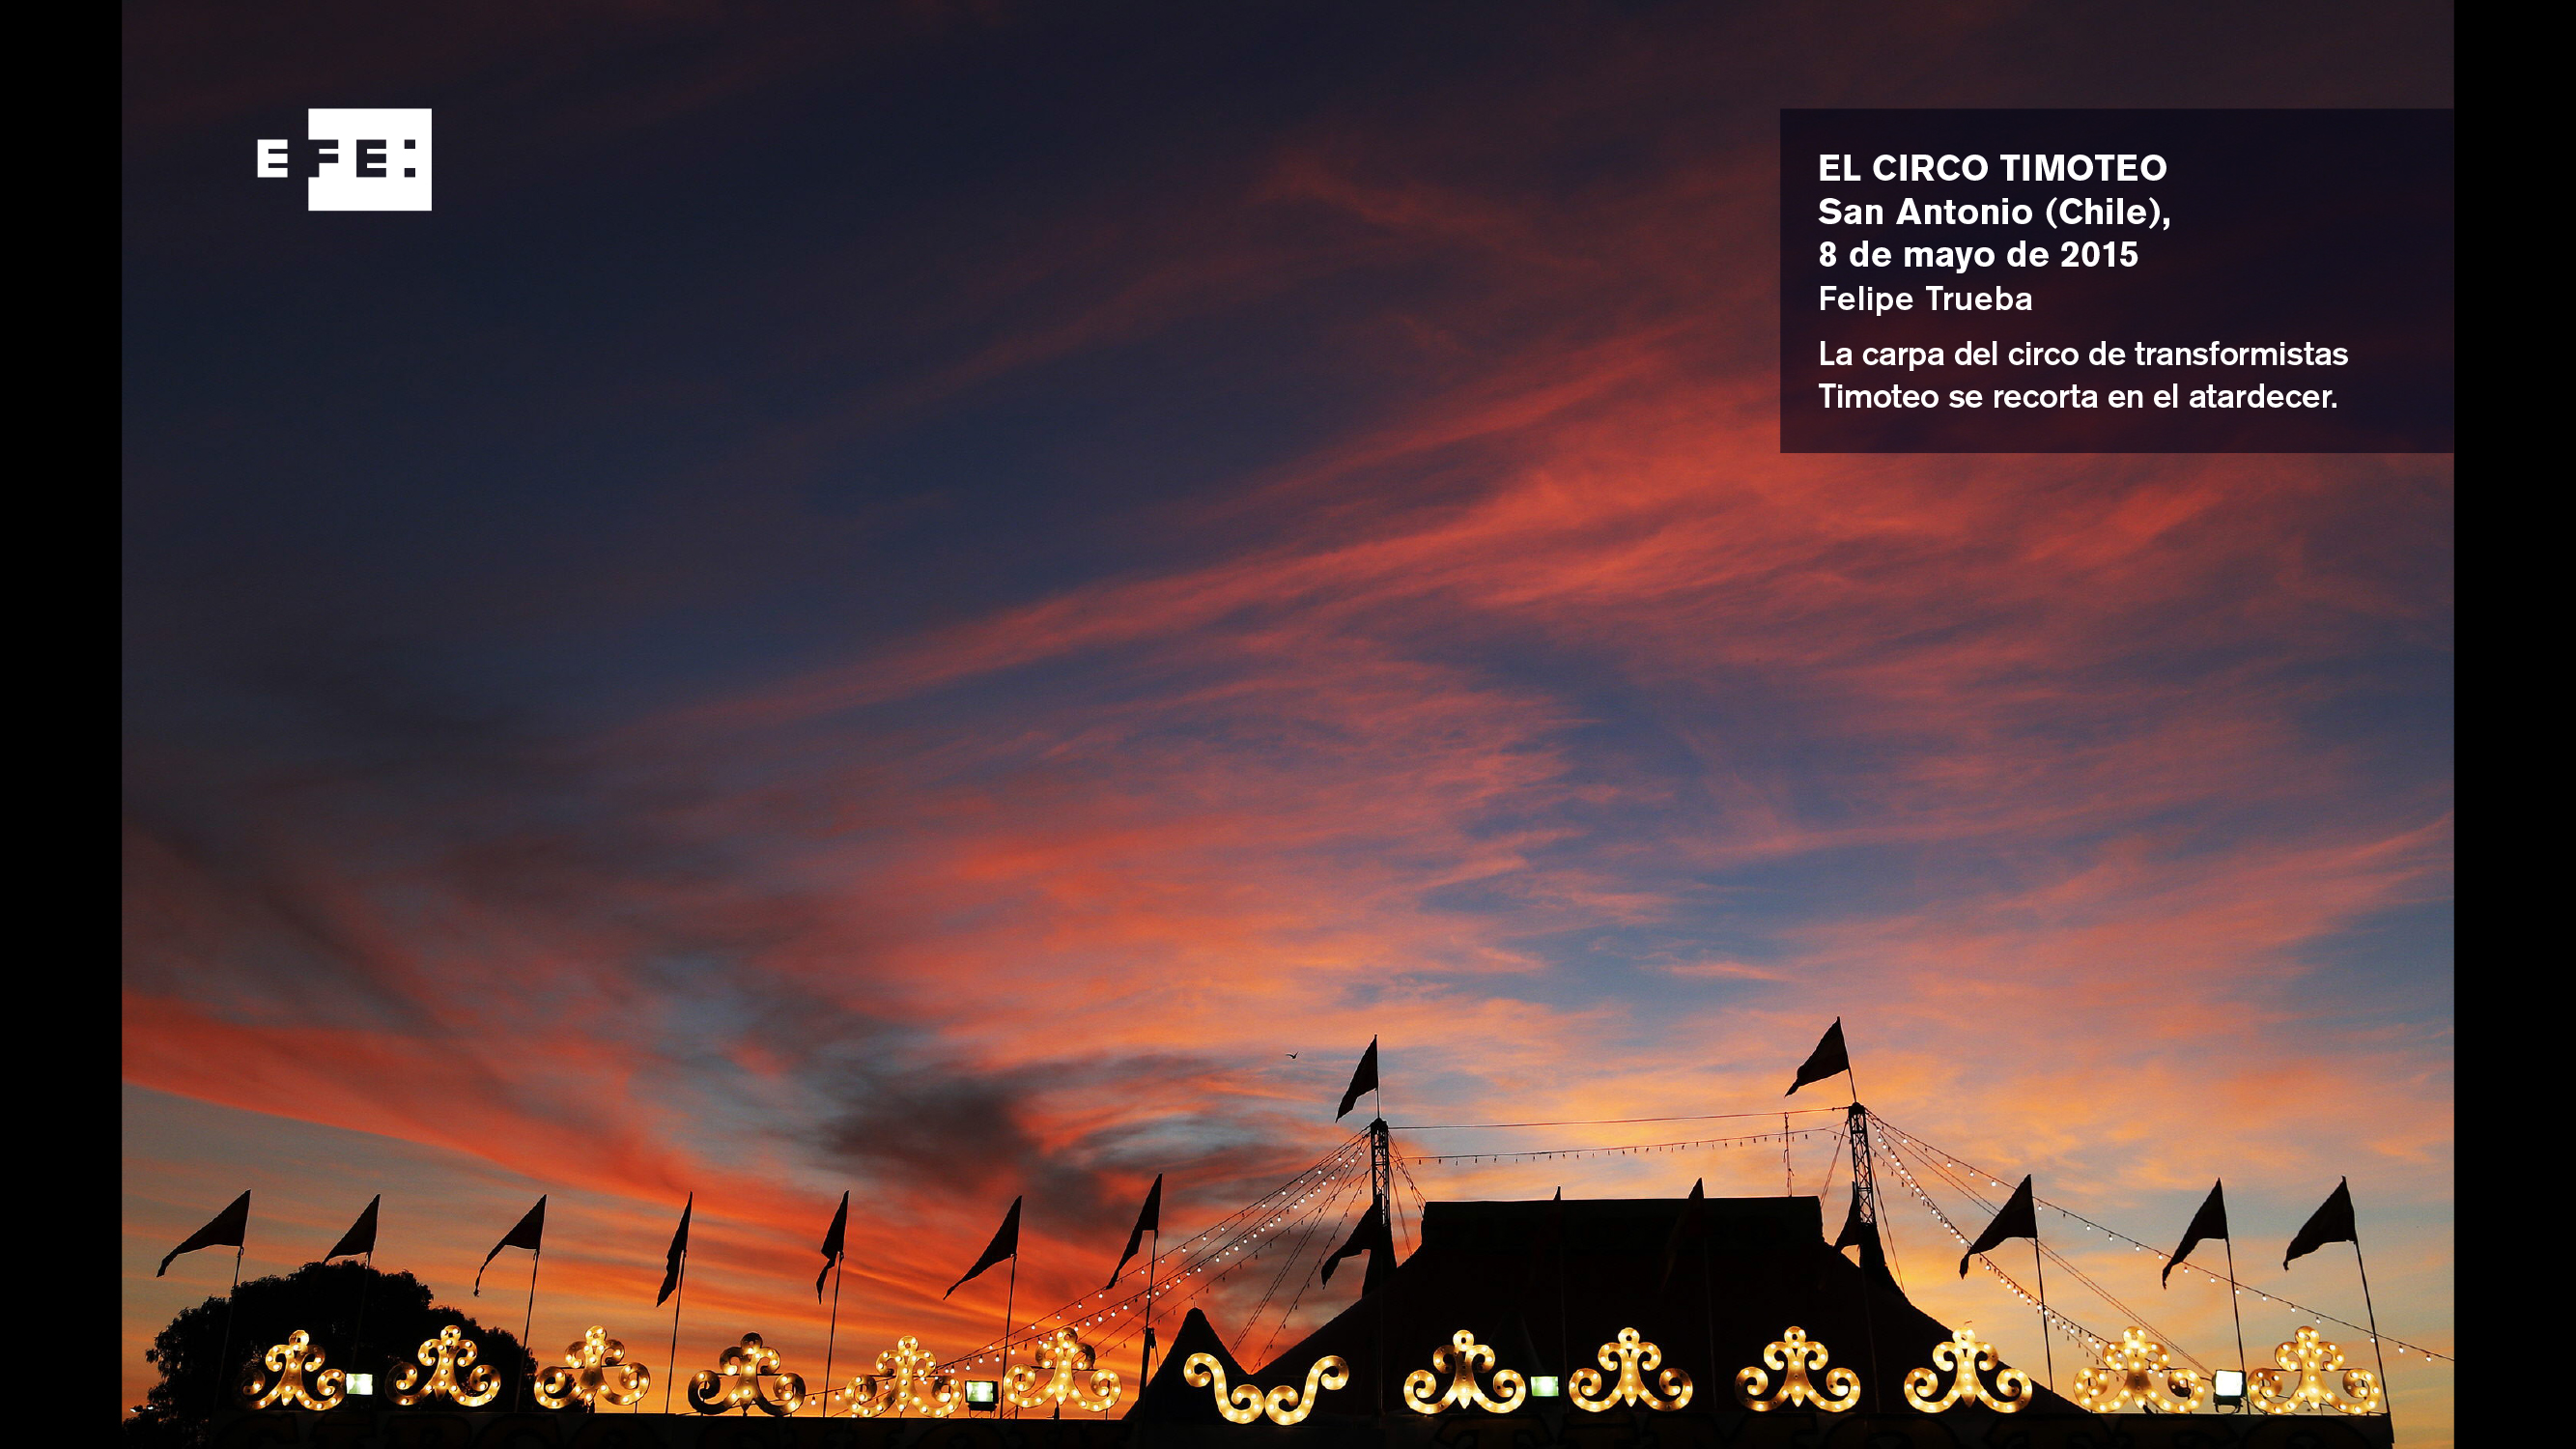 EFE:
EL CIRCO TIMOTEO
San Antonio (Chile),
8 de mayo de 2015
Felipe Trueba
La carpa del circo de transformistas
Timoteo se recorta en el atardecer.